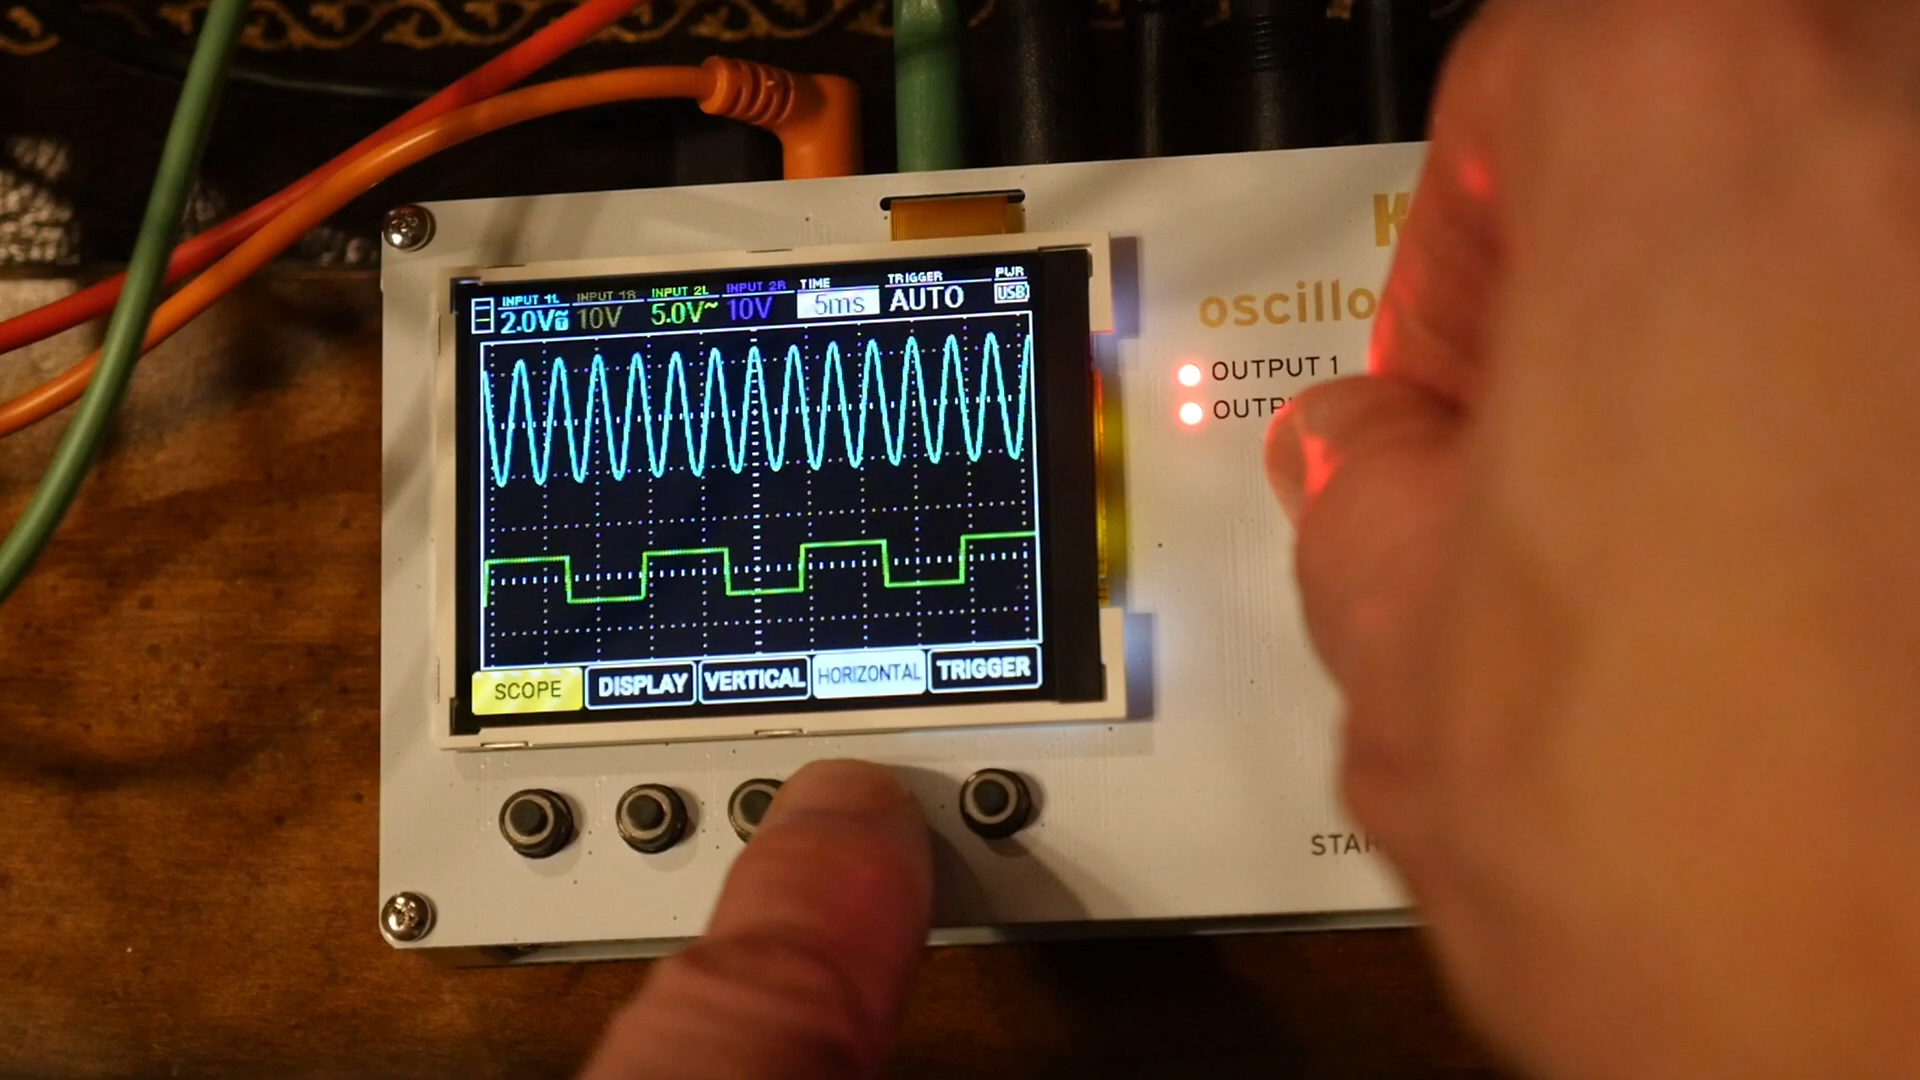 INPUT 1L INPUT 1R INPUT 2L INPUT 2R TIME TRIGGER PWR
2.0V 10V 5.0V~ 10V 5ms AUTO USB
SCOPE DISPLAY VERTICAL HORIZONTAL TRIGGER
K
oscillo
OUTPUT 1
OUTP
STAR